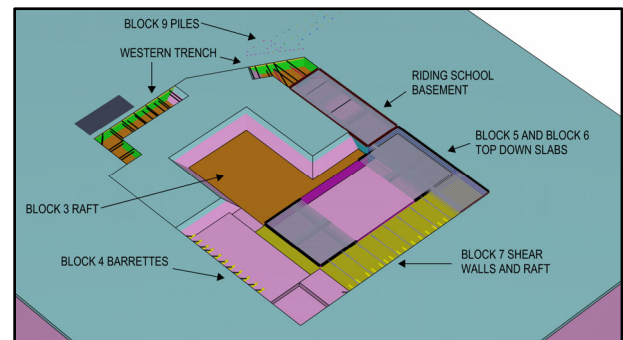 BLOCK 9 PILES
WESTERN TRENCH
RIDING SCHOOL
BASEMENT
BLOCK 5 AND BLOCK 6
TOP DOWN SLABS
BLOCK 3 RAFT
BLOCK 4 BARRETTES
BLOCK 7 SHEAR
WALLS AND RAFT